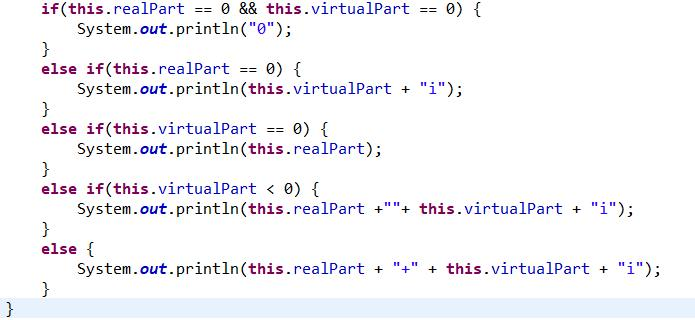 if(this.realPart == 0 && this.virtualPart == 0) {
System.out.println("0");
}
else if(this.realPart == 0) {
System.out.println(this.virtualPart + "i");
}
else if(this.virtualPart == 0) {
System.out.println(this.realPart);
}
else if(this.virtualPart < 0) {
System.out.println(this.realPart +""+ this.virtualPart + "i");
}
else {
System.out.println(this.realPart + "+" + this.virtualPart + "i");
}
}